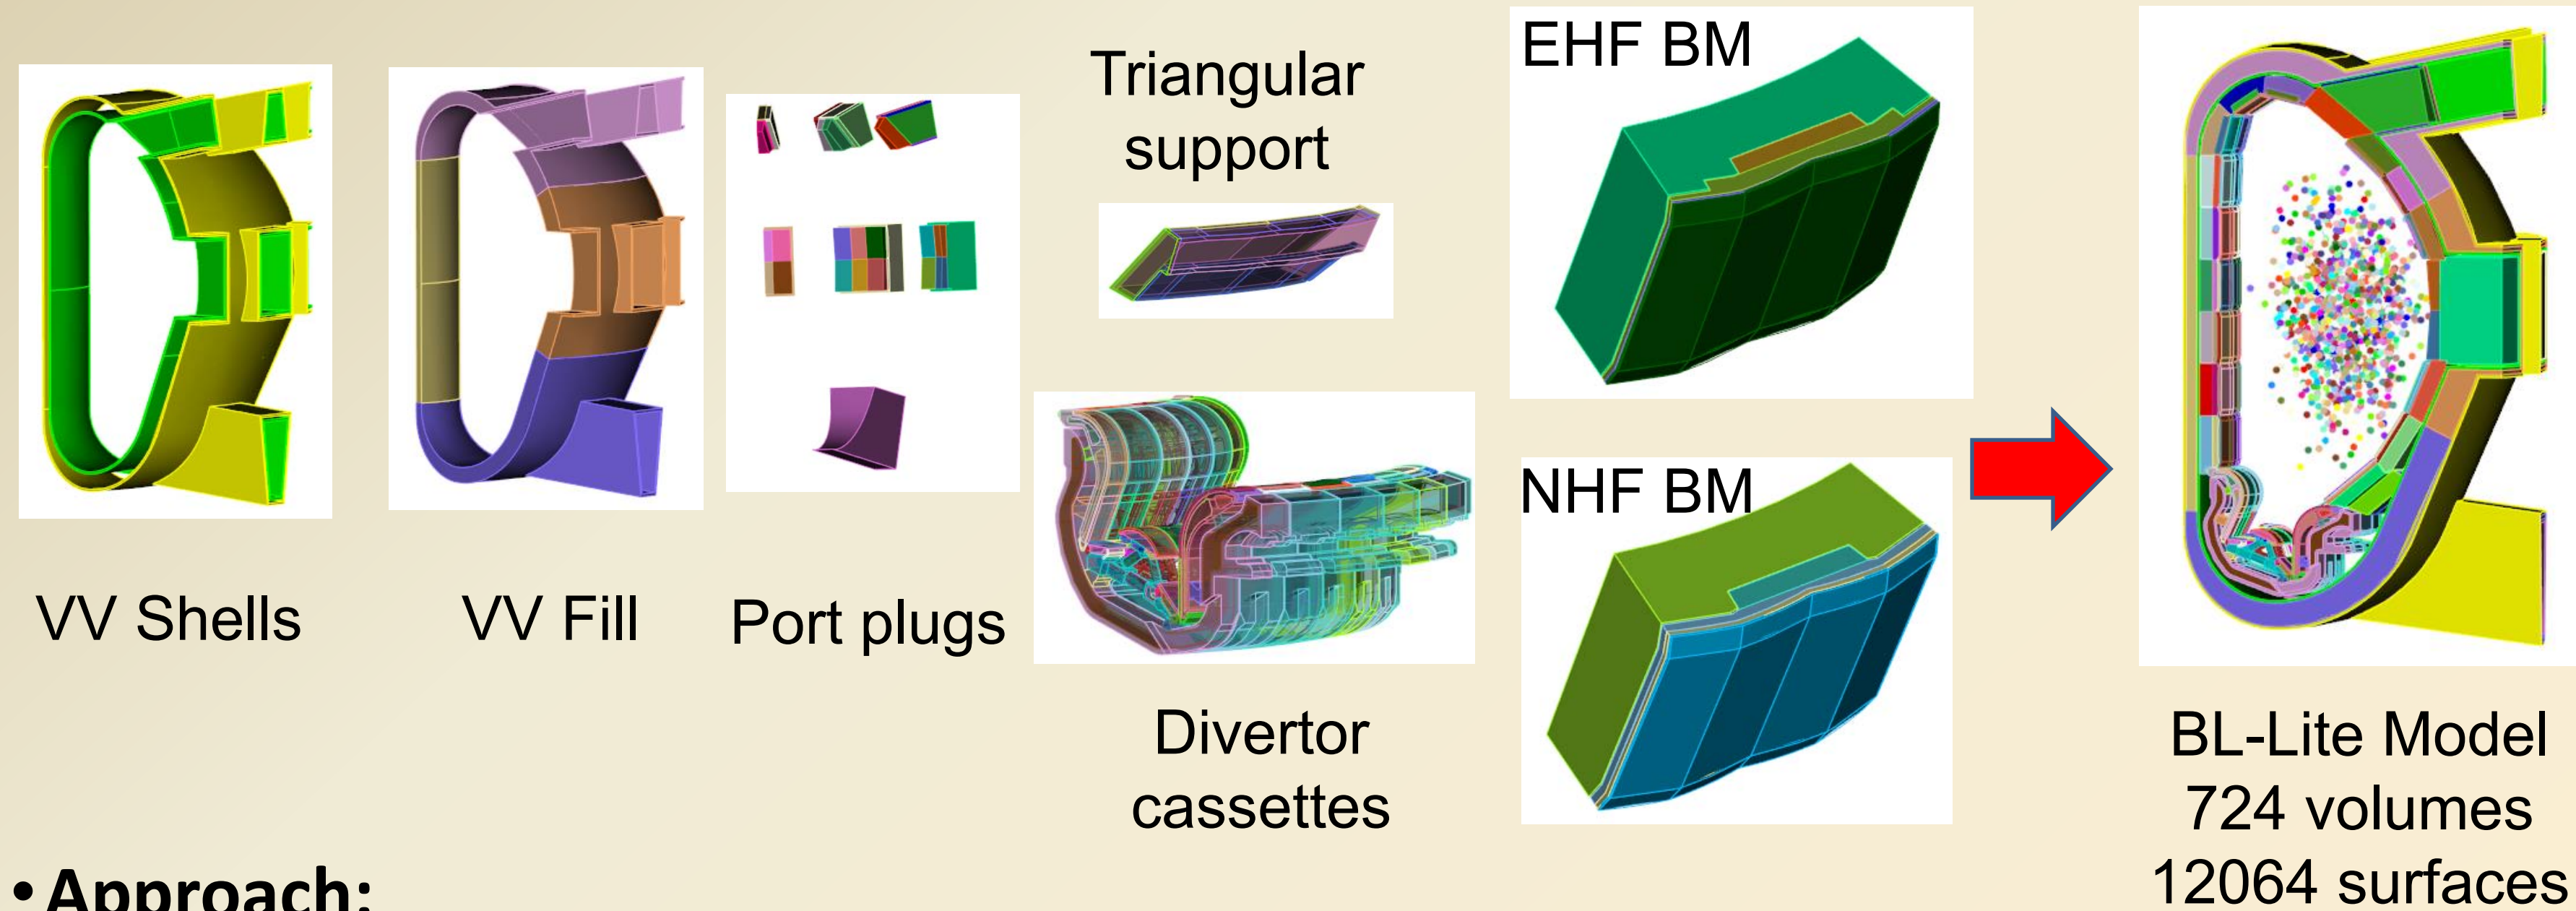 VV Shells
VV Fill
Port plugs
Triangular
support
Divertor
cassettes
EHF BM
NHF BM
BL-Lite Model
724 volumes
12064 surfaces
•Approach: